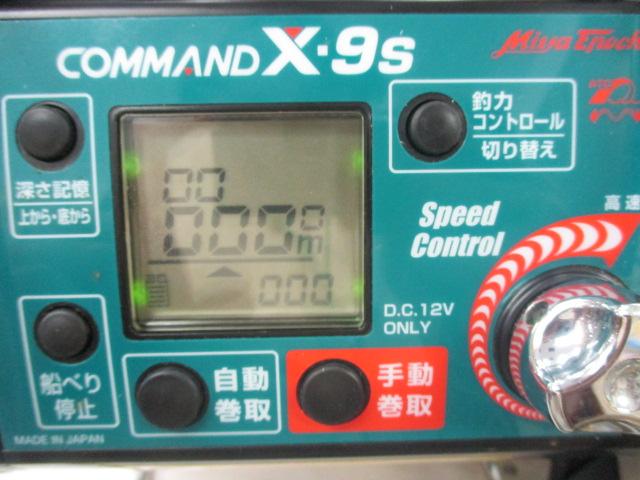 COMMAND X-9s
Miya Epoch
深さ記憶
上から・底から
釣力
コントロール
切り替え
00
0000
m
000
Speed
Control
高速
D.C.12V
ONLY
船べり
停止
自動
巻取
手動
巻取
MADE IN JAPAN